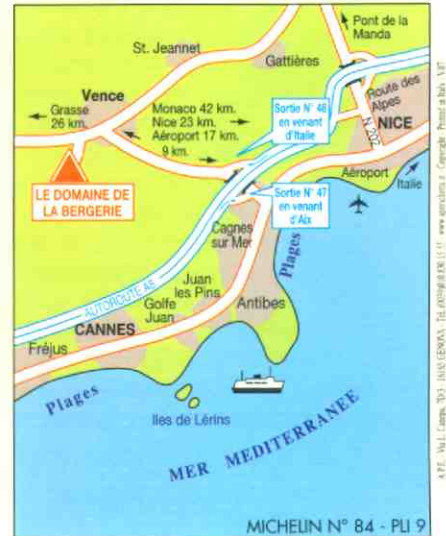 Pont de la
Manda
St. Jeannet
Gattières
Route des
Alpes
Grasse
26 km.
Vence
Monaco 42 km.
Nice 23 km.
Aéroport 17 km.
9 km.
Sortie N° 48
en venant
d'Italie
NICE
N 202
LE DOMAINE DE
LA BERGERIE
Aéroport
Italie
Sortie N° 47
en venant
d'Aix
Cagnes
sur Mer
Plages
AUTOROUTE A8
Juan
les Pins
Golfe
Juan
Antibes
CANNES
Fréjus
Plages
Iles de Lérins
MER MEDITERRANEE
MICHELIN N° 84 - PLI 9